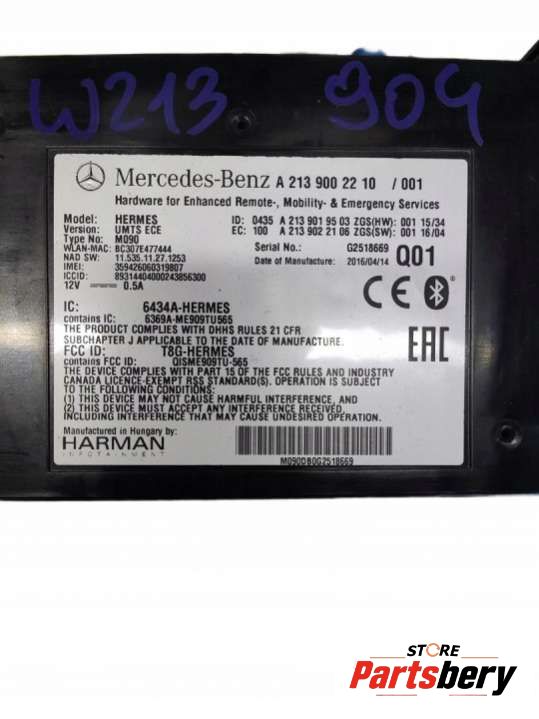 W213 904
Mercedes-Benz A 213 900 22 10 / 001
Hardware for Enhanced Remote-, Mobility- & Emergency Services
Model: HERMES ID: 0435 A 213 901 95 03 ZGS(HW): 001 15/34
Version: UMTS ECE EC: 100 A 213 902 21 06 ZGS(SW): 001 16/04
Type No: M090
WLAN-MAC: BC307E477444 Serial No.: G2518669
NAD SW: 11.535.11.27.1253 Date of Manufacture: 2016/04/14 Q01
IMEI: 359426060319807
ICCID: 89314404000243856300
12V 0.5A
CE
IC: 6434A-HERMES
contains IC: 6369A-ME909TU565
THE PRODUCT COMPLIES WITH DHHS RULES 21 CFR
SUBCHAPTER J APPLICABLE TO THE DATE OF MANUFACTURE.
FCC ID: T8G-HERMES
contains FCC ID: QISME909TU-565
EAC
THE DEVICE COMPLIES WITH PART 15 OF THE FCC RULES AND INDUSTRY
CANADA LICENCE-EXEMPT RSS STANDARD(S). OPERATION IS SUBJECT
TO THE FOLLOWING CONDITIONS:
(1) THIS DEVICE MAY NOT CAUSE HARMFUL INTERFERENCE, AND
(2) THIS DEVICE MUST ACCEPT ANY INTERFERENCE RECEIVED,
INCLUDING INTERFERENCE THAT MAY CAUSE UNDESIRED OPERATION.
Manufactured in Hungary by:
HARMAN
INFOTAINMENT
M090DB0G2518669
STORE
Partsbery